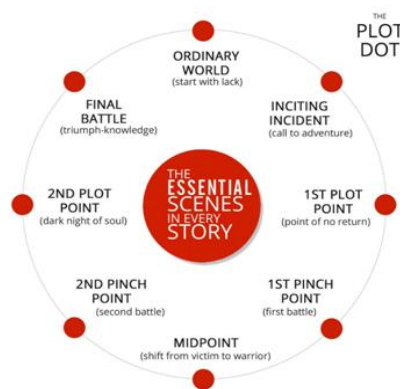 THE
PLOT
DOT
ORDINARY
WORLD
(start with lack)
INCITING
INCIDENT
(call to adventure)
1ST PLOT
POINT
(point of no return)
1ST PINCH
POINT
(first battle)
MIDPOINT
(shift from victim to warrior)
2ND PINCH
POINT
(second battle)
2ND PLOT
POINT
(dark night of soul)
FINAL
BATTLE
(triumph-knowledge)
THE
ESSENTIAL
SCENES
IN EVERY
STORY